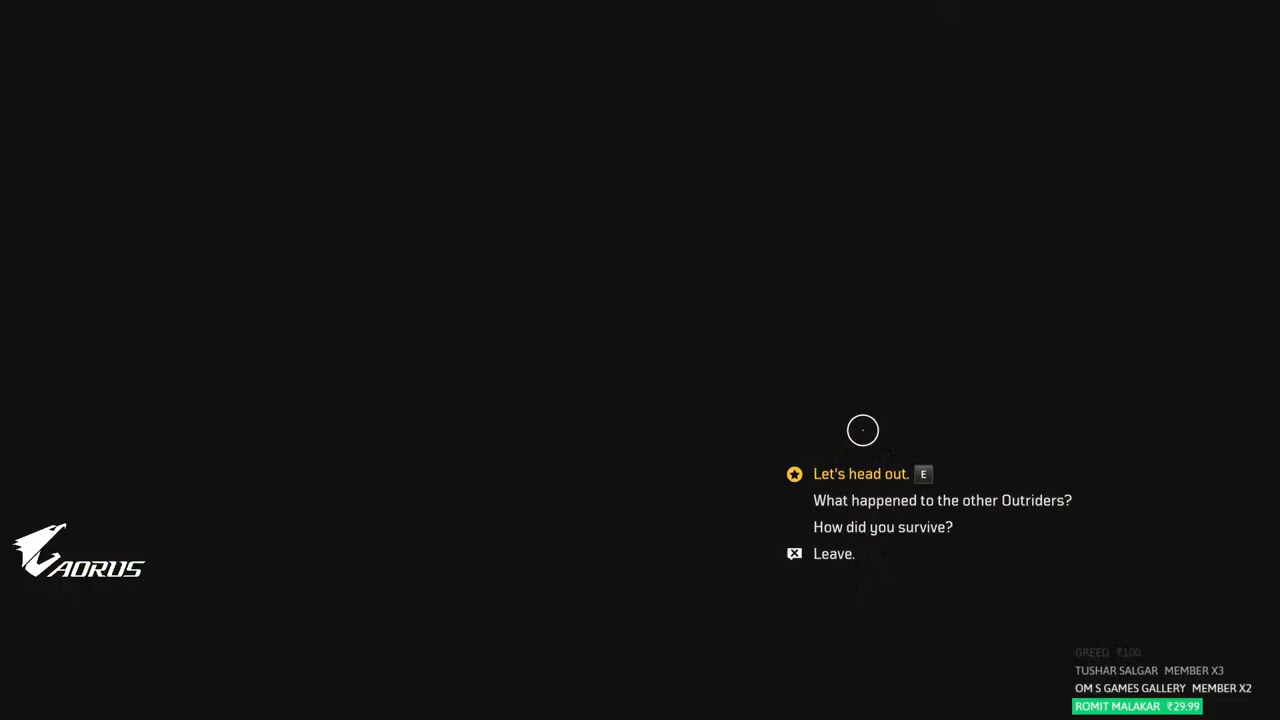 Let's head out. E
What happened to the other Outriders?
How did you survive?
Leave.
AORUS
GREED ₹100
TUSHAR SALGAR MEMBER X3
OM S GAMES GALLERY MEMBER X2
ROMIT MALAKAR ₹29.99